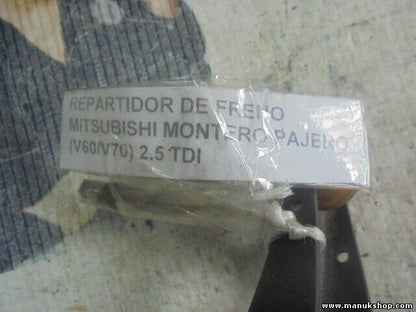 REPARTIDOR DE FRENO
MITSUBISHI MONTERO/PAJERO
(V60/V70) 2.5 TDI
www.manukshop.com